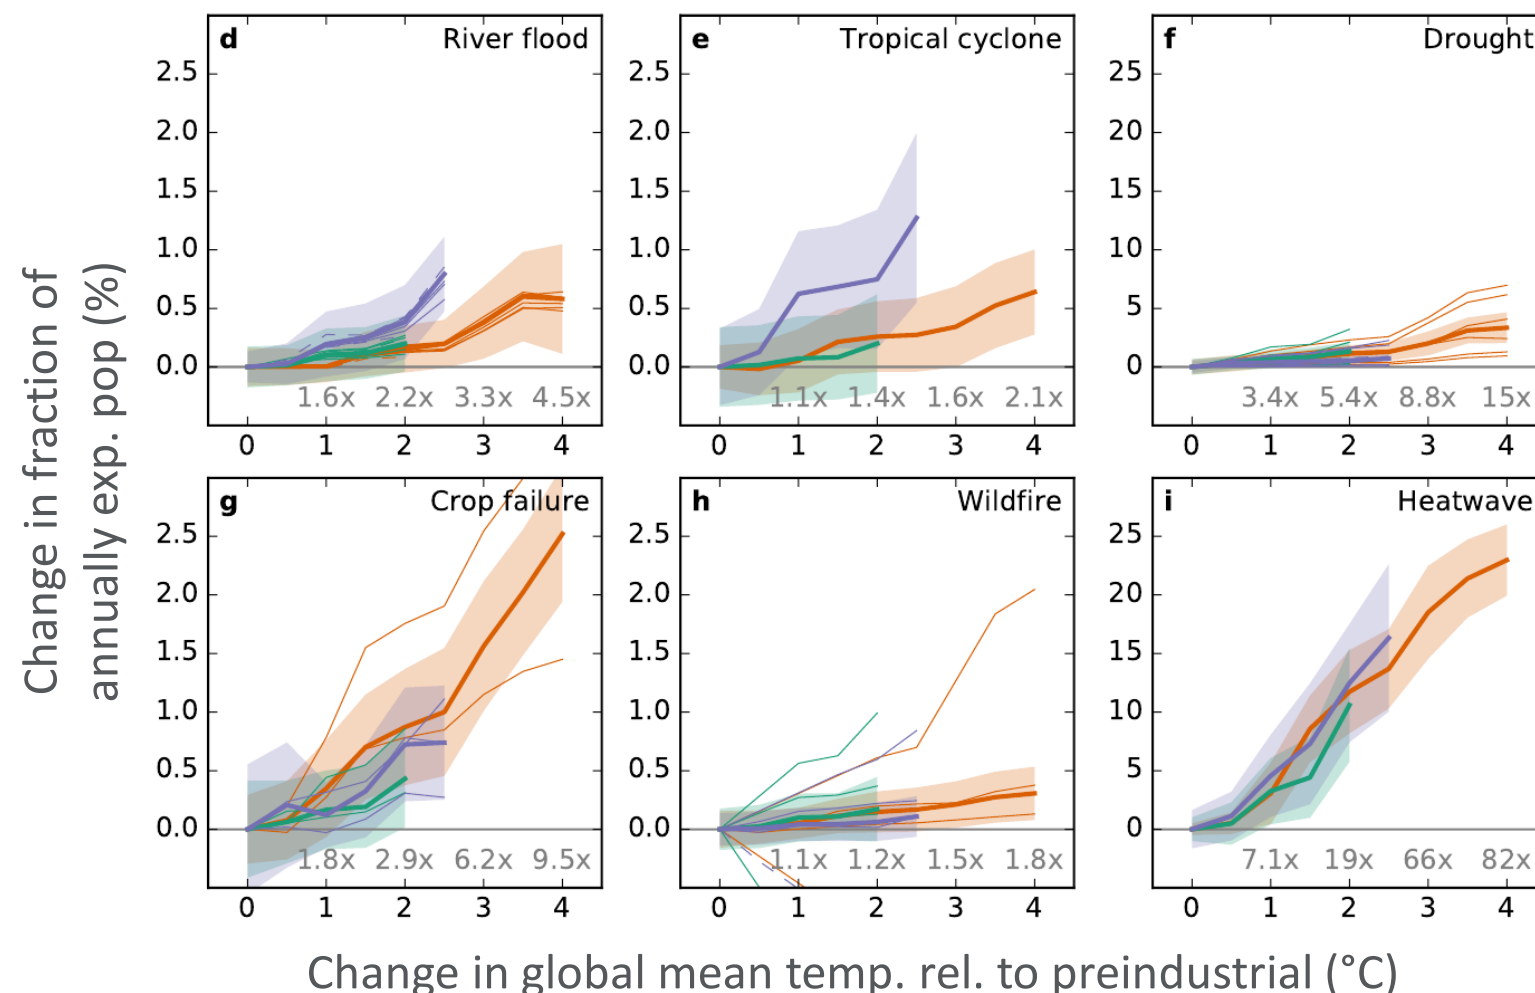 d River flood
2.5
2.0
1.5
1.0
0.5
0.0
1.6x 2.2x 3.3x 4.5x
0 1 2 3 4
e Tropical cyclone
2.5
2.0
1.5
1.0
0.5
0.0
1.1x 1.4x 1.6x 2.1x
0 1 2 3 4
f Drought
25
20
15
10
5
0
3.4x 5.4x 8.8x 15x
0 1 2 3 4
g Crop failure
2.5
2.0
1.5
1.0
0.5
0.0
1.8x 2.9x 6.2x 9.5x
0 1 2 3 4
h Wildfire
2.5
2.0
1.5
1.0
0.5
0.0
1.1x 1.2x 1.5x 1.8x
0 1 2 3 4
i Heatwave
25
20
15
10
5
0
7.1x 19x 66x 82x
0 1 2 3 4
Change in fraction of
annually exp. pop (%)
Change in global mean temp. rel. to preindustrial (°C)